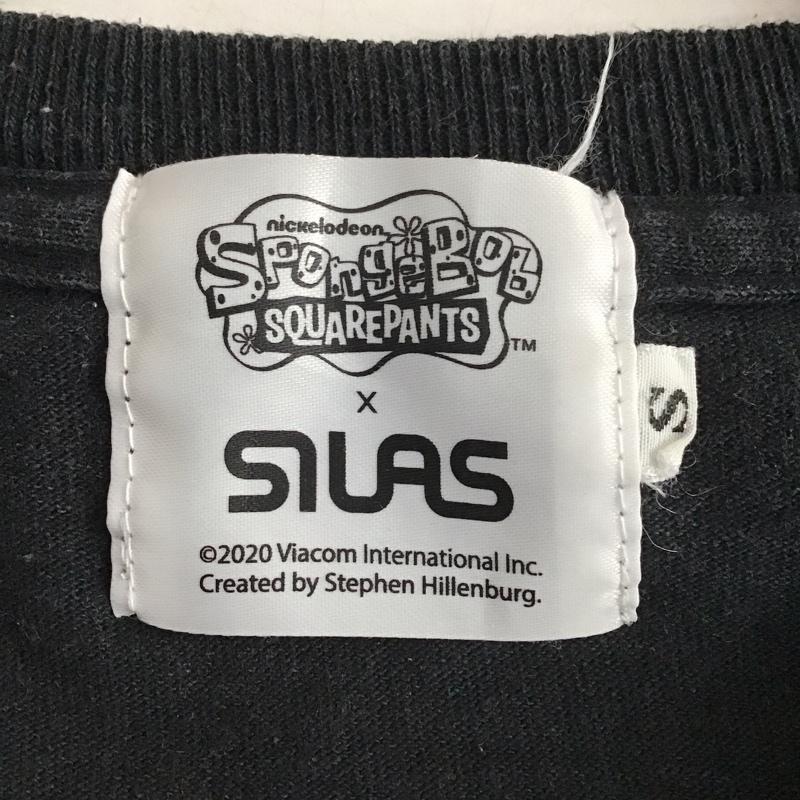 nickelodeon
SpongeBob
SQUAREPANTS
TM
x
SILAS
©2020 Viacom International Inc.
Created by Stephen Hillenburg.
S